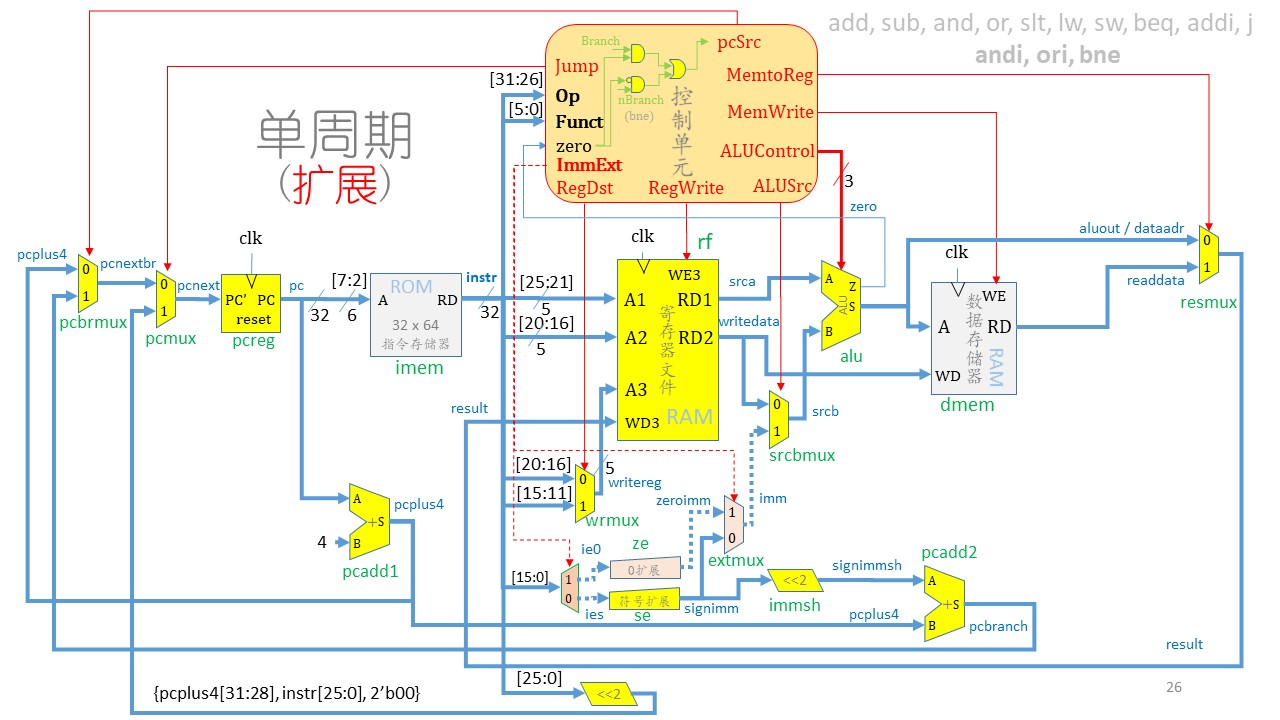 add, sub, and, or, slt, lw, sw, beq, addi, j
andi, ori, bne
单周期
(扩展)
Branch
pcSrc
Jump
MemtoReg
[31:26]
Op
nBranch
(bne)
控制单元
MemWrite
[5:0]
Funct
zero
ImmExt
ALUControl
RegDst
RegWrite
ALUSrc
3
zero
clk
clk
rf
clk
pcplus4
0
1
pcbrmux
pcnextbr
0
1
pcmux
pcnext
PC’ PC
reset
pcreg
pc
32
[7:2]
6
ROM
A
RD
32 x 64
指令存储器
imem
instr
32
[25:21]
5
[20:16]
5
WE3
A1
RD1
A2
RD2
A3
WD3
寄存器文件
RAM
srca
writedata
A
B
Z
S
ALU
alu
aluout / dataadr
readdata
WE
A
RD
WD
数据存储器
RAM
dmem
0
1
resmux
result
0
1
srcbmux
srcb
[20:16]
[15:11]
0
1
5
writereg
wrmux
zeroimm
1
0
imm
extmux
A
B
+S
pcplus4
4
pcadd1
[15:0]
1
0
ie0
ies
ze
0扩展
符号扩展
se
signimm
<<2
immsh
signimmsh
pcplus4
pcadd2
A
B
+S
pcbranch
result
[25:0]
<<2
{pcplus4[31:28], instr[25:0], 2’b00}
26